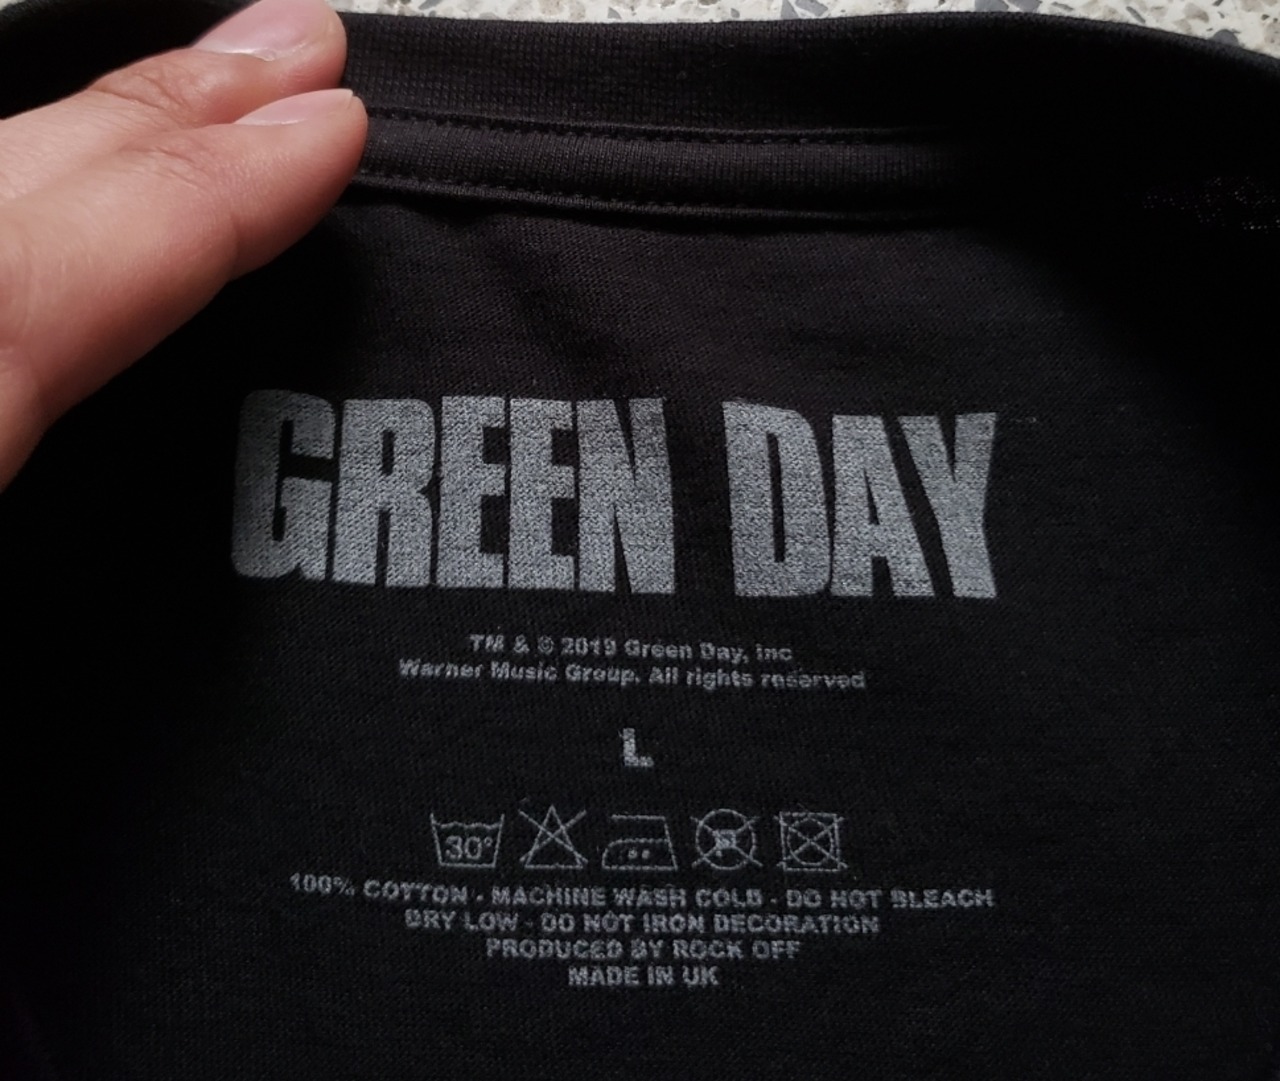 GREEN DAY
TM & © 2019 Green Day, Inc
Warner Music Group. All rights reserved
L
30°
P
100% COTTON - MACHINE WASH COLD - DO NOT BLEACH
DRY LOW - DO NOT IRON DECORATION
PRODUCED BY ROCK OFF
MADE IN UK